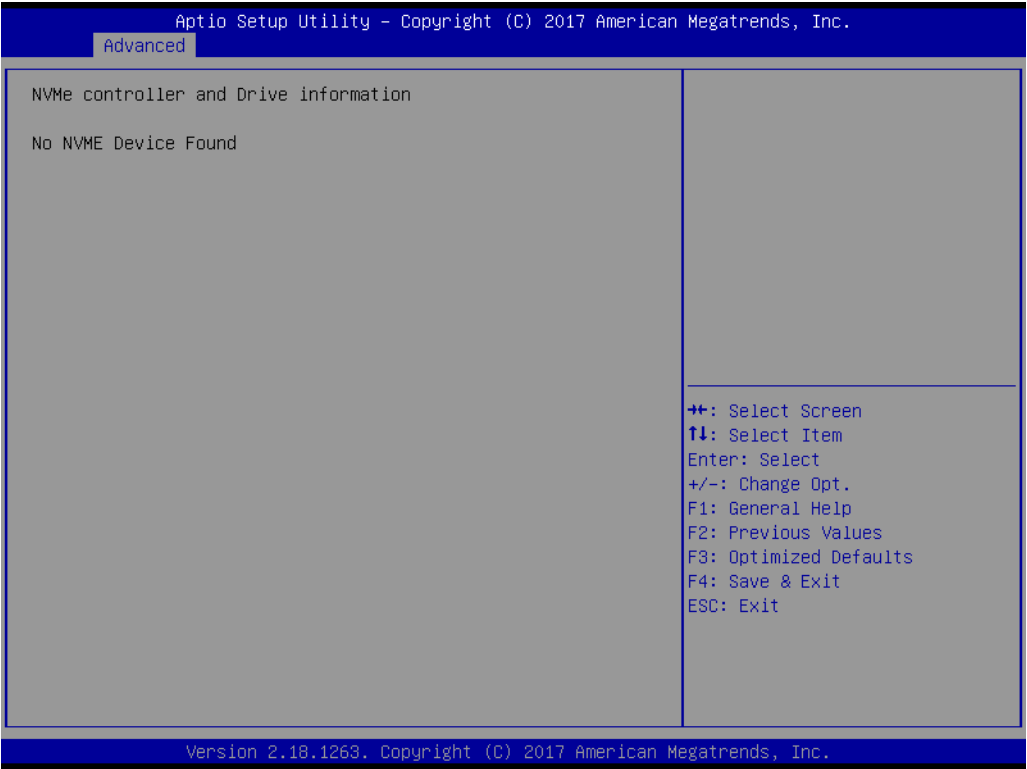 Aptio Setup Utility – Copyright (C) 2017 American Megatrends, Inc.
Advanced
NVMe controller and Drive information
No NVME Device Found
→←: Select Screen
↑↓: Select Item
Enter: Select
+/-: Change Opt.
F1: General Help
F2: Previous Values
F3: Optimized Defaults
F4: Save & Exit
ESC: Exit
Version 2.18.1263. Copyright (C) 2017 American Megatrends, Inc.